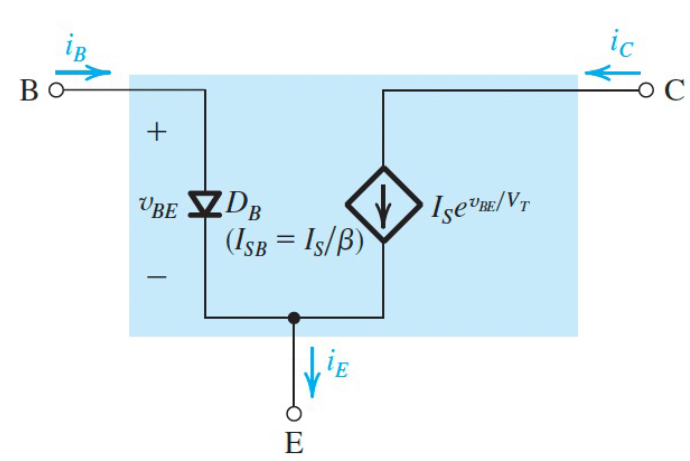 i_B
i_C
B
C
+
v_BE
D_B
(I_SB = I_S/β)
I_S e^{v_BE/V_T}
−
i_E
E